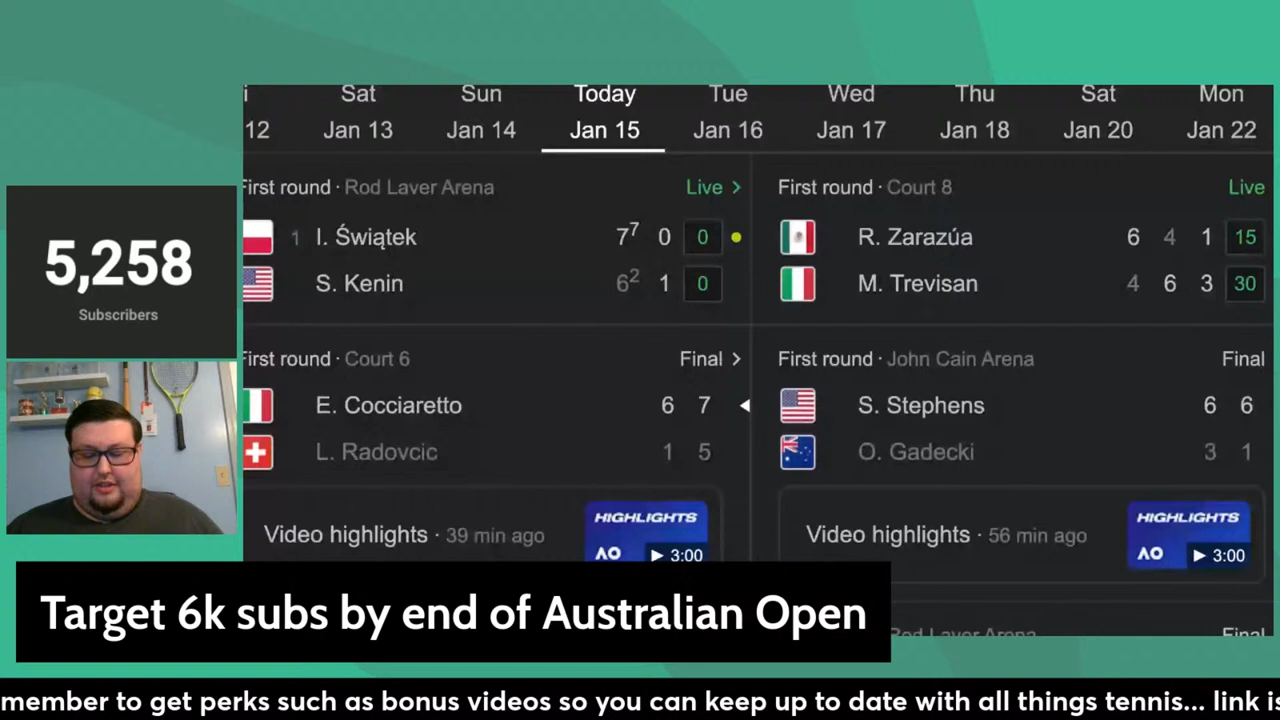 i Sat Sun Today Tue Wed Thu Sat Mon
12 Jan 13 Jan 14 Jan 15 Jan 16 Jan 17 Jan 18 Jan 20 Jan 22
First round · Rod Laver Arena Live >
1 I. Świątek 7⁷ 0 0
S. Kenin 6² 1 0
First round · Court 8 Live
R. Zarazúa 6 4 1 15
M. Trevisan 4 6 3 30
5,258
Subscribers
First round · Court 6 Final >
E. Cocciaretto 6 7
L. Radovcic 1 5
Video highlights · 39 min ago
HIGHLIGHTS
AO 3:00
First round · John Cain Arena Final
S. Stephens 6 6
O. Gadecki 3 1
Video highlights · 56 min ago
HIGHLIGHTS
AO 3:00
Rod Laver Arena Final
Target 6k subs by end of Australian Open
member to get perks such as bonus videos so you can keep up to date with all things tennis... link is